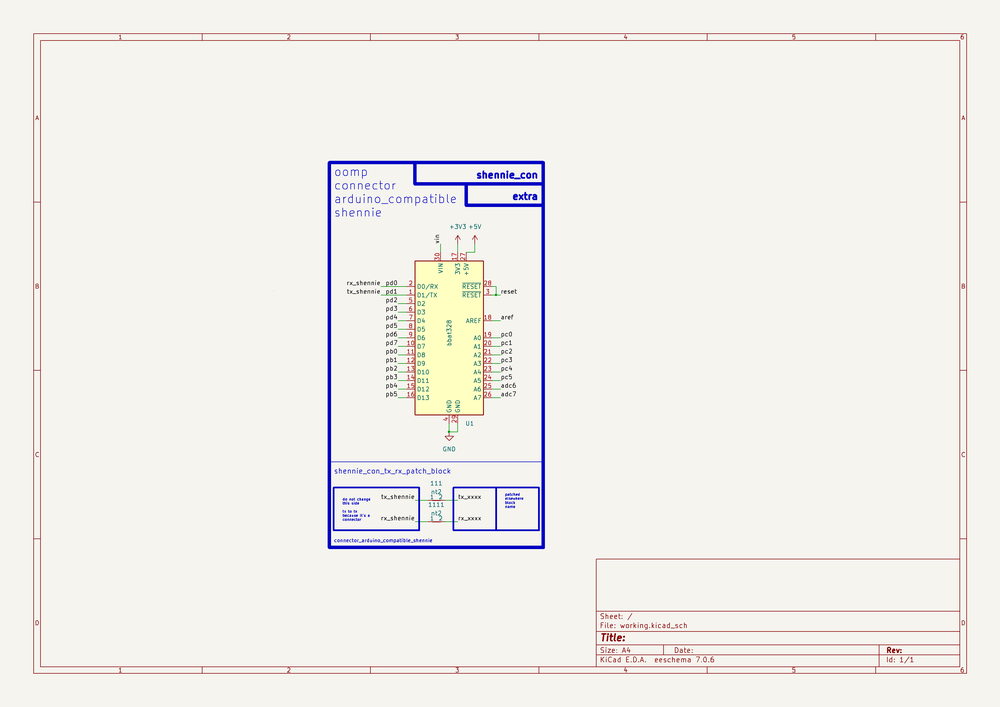 1 2 3 4 5 6
A A
B B
C C
D D
oomp
connector
arduino_compatible
shennie
shennie_con
extra
vin +3V3 +5V
30 17 27
VIN 3V3 +5V
rx_shennie pd0 2 D0/RX RESET 28
tx_shennie pd1 1 D1/TX RESET 3 reset
pd2 5 D2
pd3 6 D3
pd4 7 D4 AREF 18 aref
pd5 8 D5
pd6 9 D6 A0 19 pc0
pd7 10 D7 A1 20 pc1
pb0 11 D8 A2 21 pc2
pb1 12 D9 A3 22 pc3
pb2 13 D10 A4 23 pc4
pb3 14 D11 A5 24 pc5
pb4 15 D12 A6 25 adc6
pb5 16 D13 A7 26 adc7
bbat328
GND GND
4 29
U1
GND
shennie_con_tx_rx_patch_block
111
nt2
tx_shennie 1 2 tx_xxxx
1111
nt2
rx_shennie 1 2 rx_xxxx
do not change
this side
tx to tx
because it's a
connector
patched
elsewhere
block
name
connector_arduino_compatible_shennie
Sheet: /
File: working.kicad_sch
Title:
Size: A4 Date: Rev:
KiCad E.D.A. eeschema 7.0.6 Id: 1/1
1 2 3 4 5 6